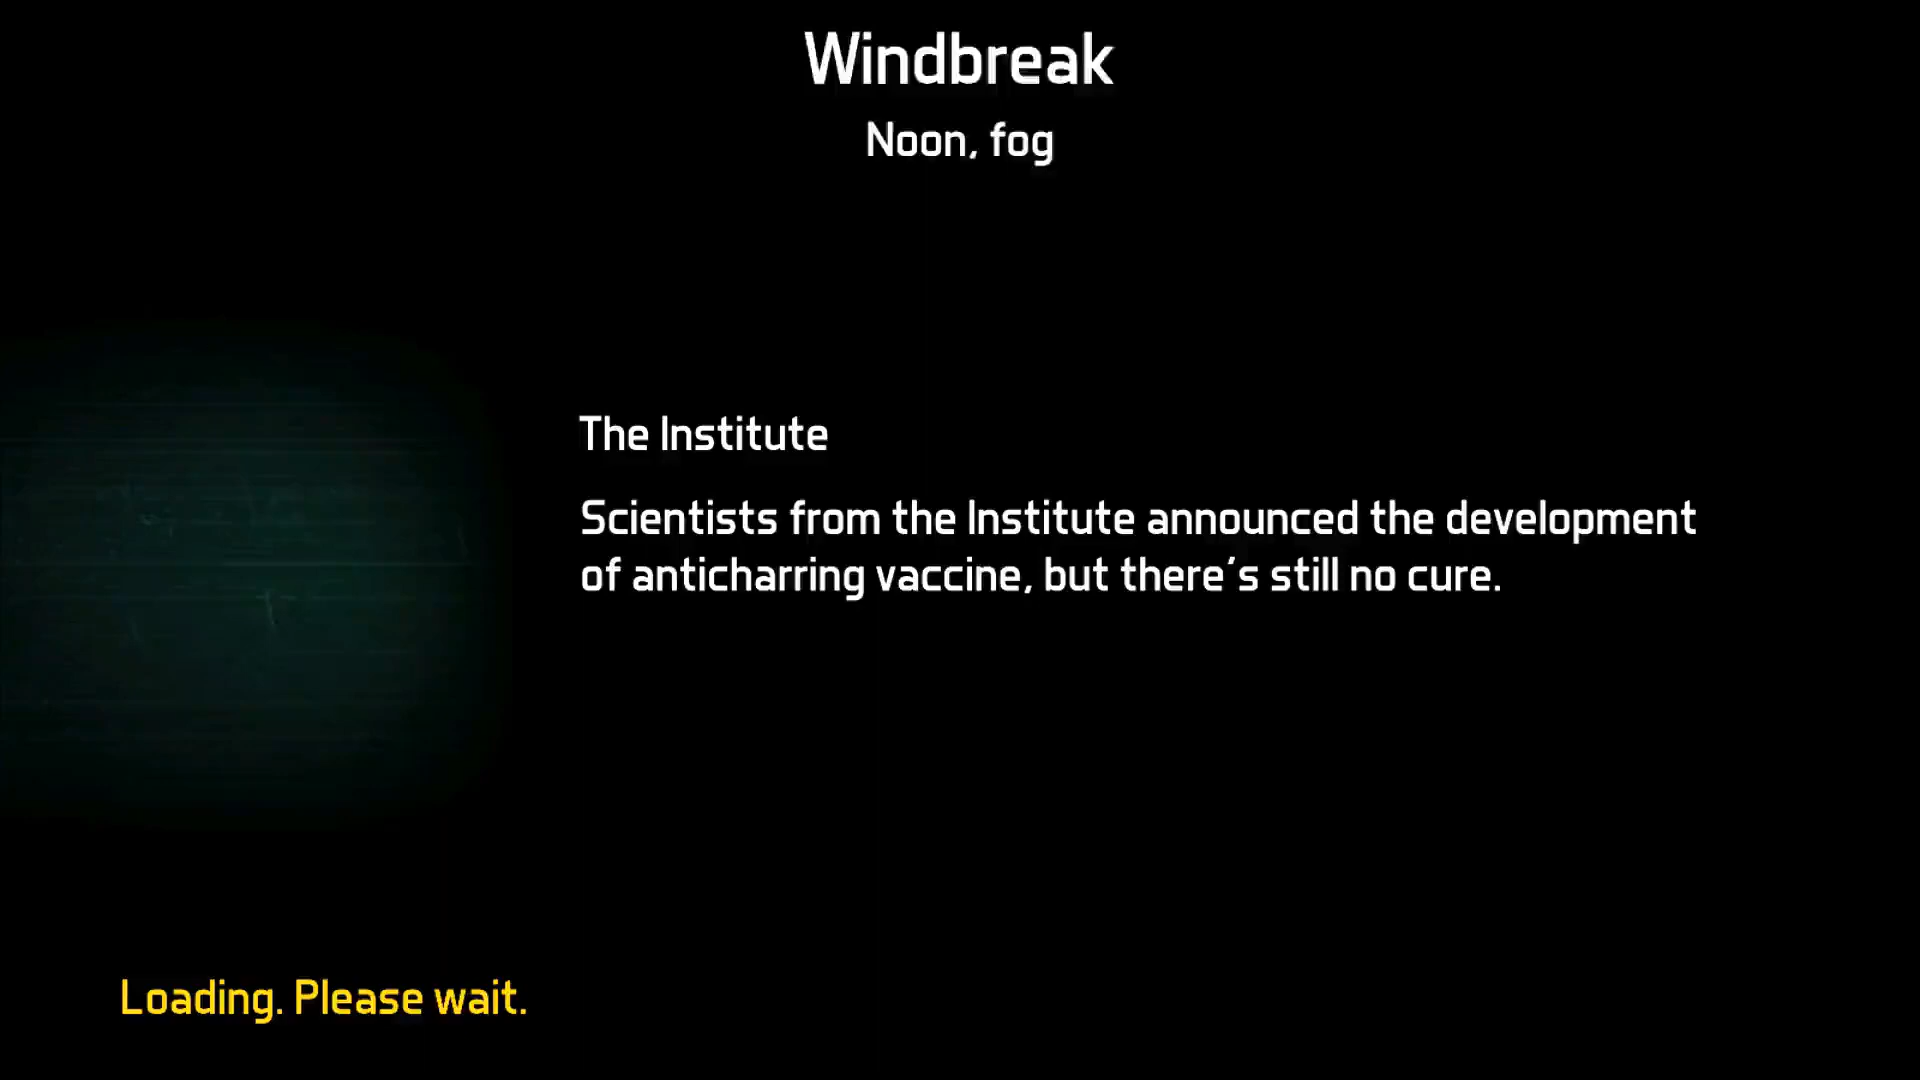 Windbreak
Noon, fog
The Institute
Scientists from the Institute announced the development
of anticharring vaccine, but there's still no cure.
Loading. Please wait.